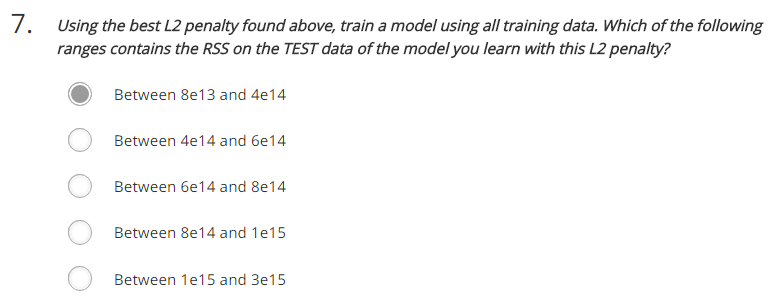 7. Using the best L2 penalty found above, train a model using all training data. Which of the following
ranges contains the RSS on the TEST data of the model you learn with this L2 penalty?
Between 8e13 and 4e14
Between 4e14 and 6e14
Between 6e14 and 8e14
Between 8e14 and 1e15
Between 1e15 and 3e15